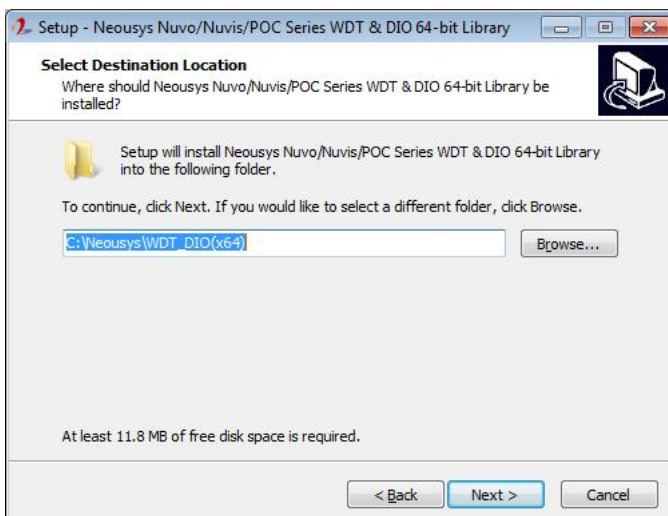 Setup - Neousys Nuvo/Nuvis/POC Series WDT & DIO 64-bit Library
Select Destination Location
Where should Neousys Nuvo/Nuvis/POC Series WDT & DIO 64-bit Library be
installed?
Setup will install Neousys Nuvo/Nuvis/POC Series WDT & DIO 64-bit Library
into the following folder.
To continue, click Next. If you would like to select a different folder, click Browse.
C:\Neousys\WDT_DIO(x64)
Browse...
At least 11.8 MB of free disk space is required.
< Back
Next >
Cancel